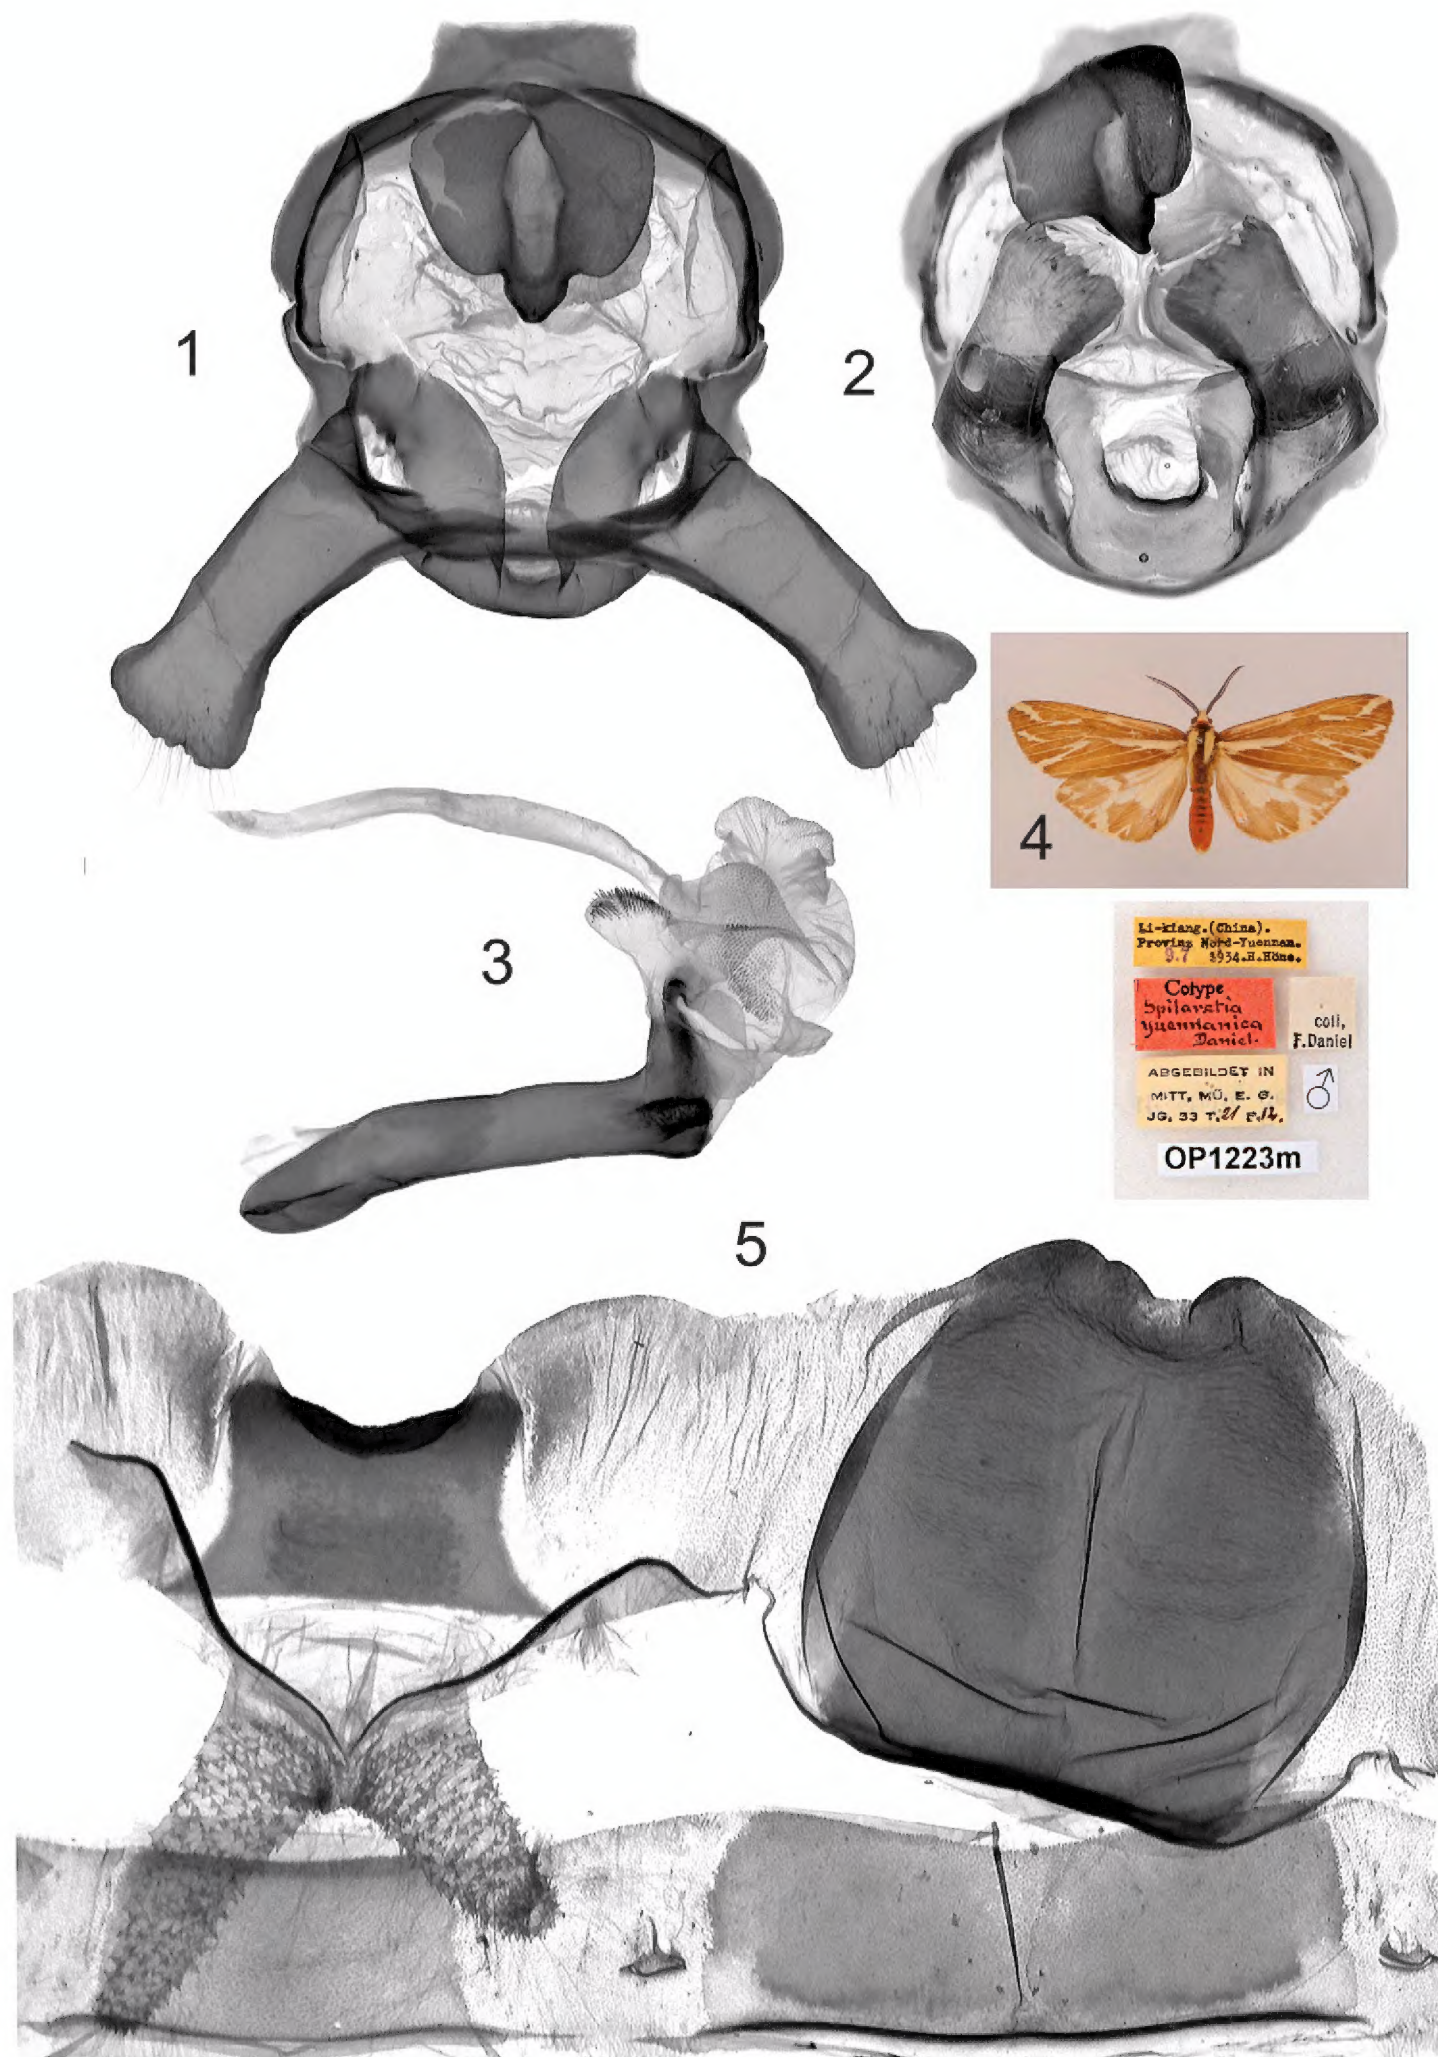 1
2
3
4
Li-kiang.(China).
Provinz Nord-Yuennan.
9.7 1934.H.Höne.
Cotype
Spilarctia
yuennanica
Daniel.
coll,
F.Daniel
ABGEBILDET IN
MITT, MÜ, E. G.
JG. 33 T.21 F.12.
♂
OP1223m
5